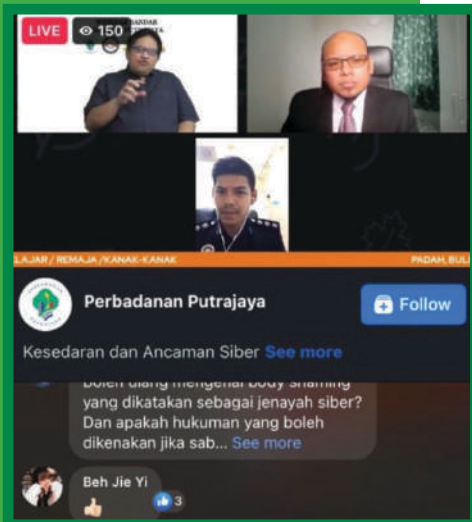 LIVE 150
BANDAR
LAJAR / REMAJA /KANAK-KANAK PADAH, BUL
Perbadanan Putrajaya
Follow
Kesedaran dan Ancaman Siber See more
boleh ulang mengenai body shaming
yang dikatakan sebagai jenayah siber?
Dan apakah hukuman yang boleh
dikenakan jika sab... See more
Beh Jie Yi
3